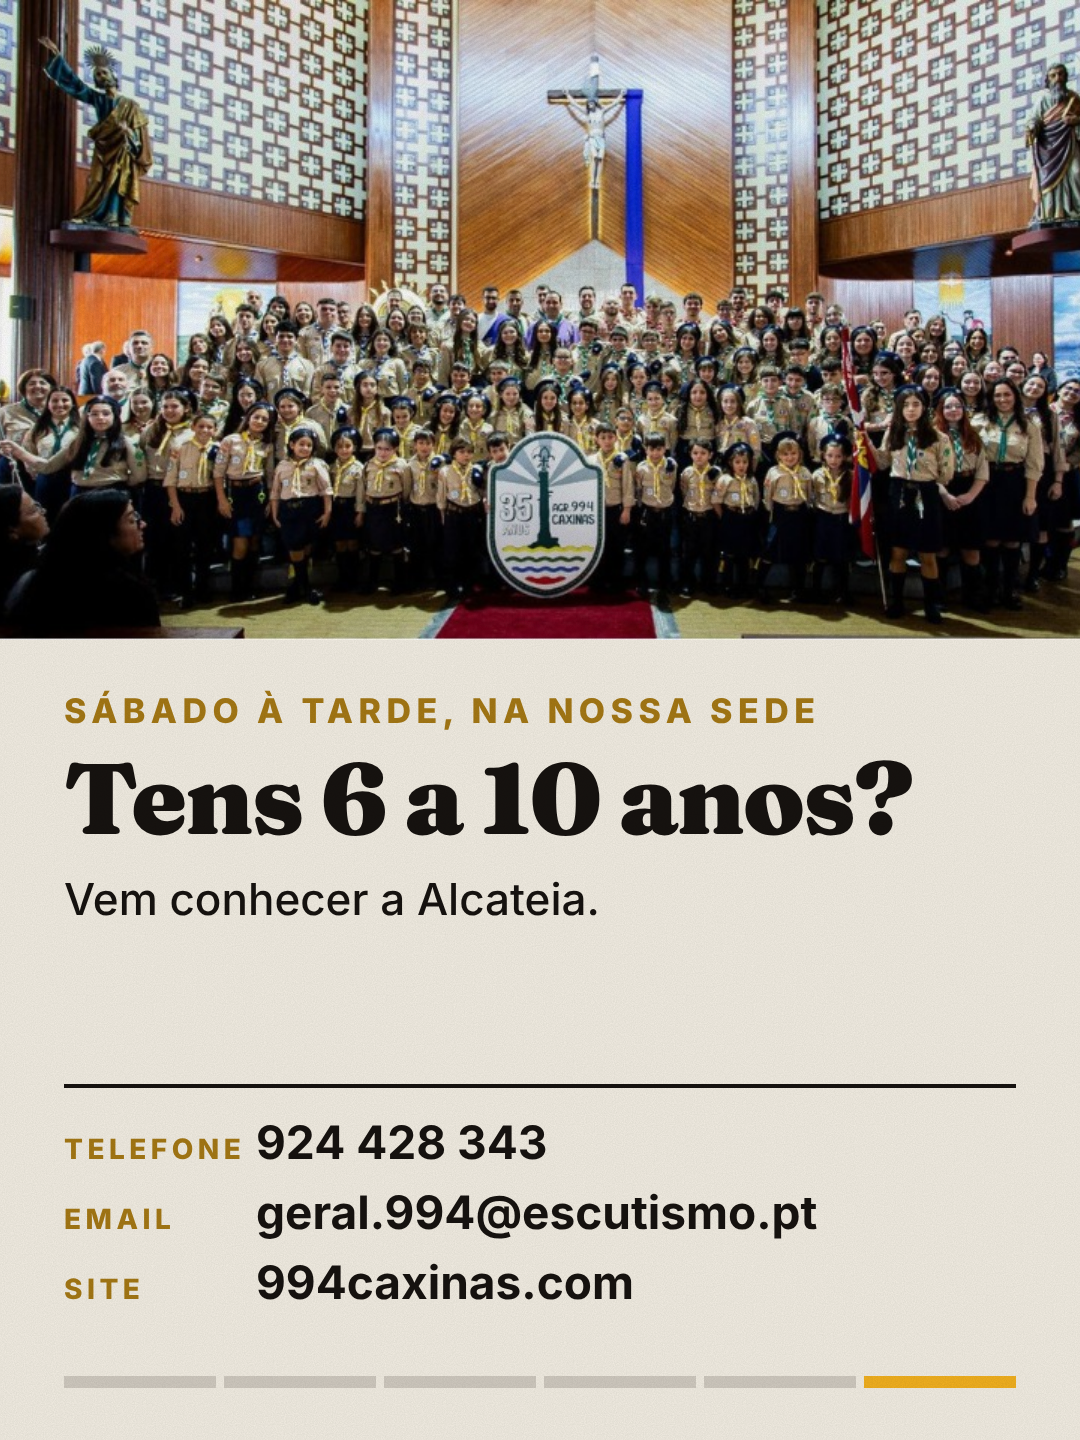 35
ANOS
AGR. 994
CAXINAS
SÁBADO À TARDE, NA NOSSA SEDE
Tens 6 a 10 anos?
Vem conhecer a Alcateia.
TELEFONE 924 428 343
EMAIL geral.994@escutismo.pt
SITE 994caxinas.com